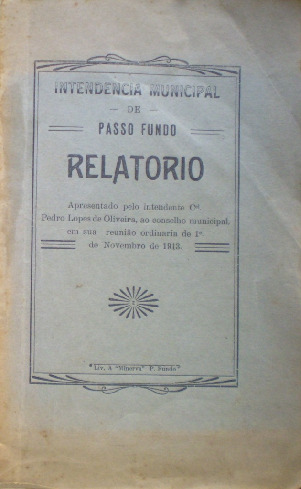 INTENDENCIA MUNICIPAL
— DE —
PASSO FUNDO
RELATORIO
Apresentado pelo intendente Cel.
Pedro Lopes de Oliveira, ao conselho municipal,
em sua reunião ordinaria de 1º
de Novembro de 1913.
Liv. A "Minerva" P. Fundo